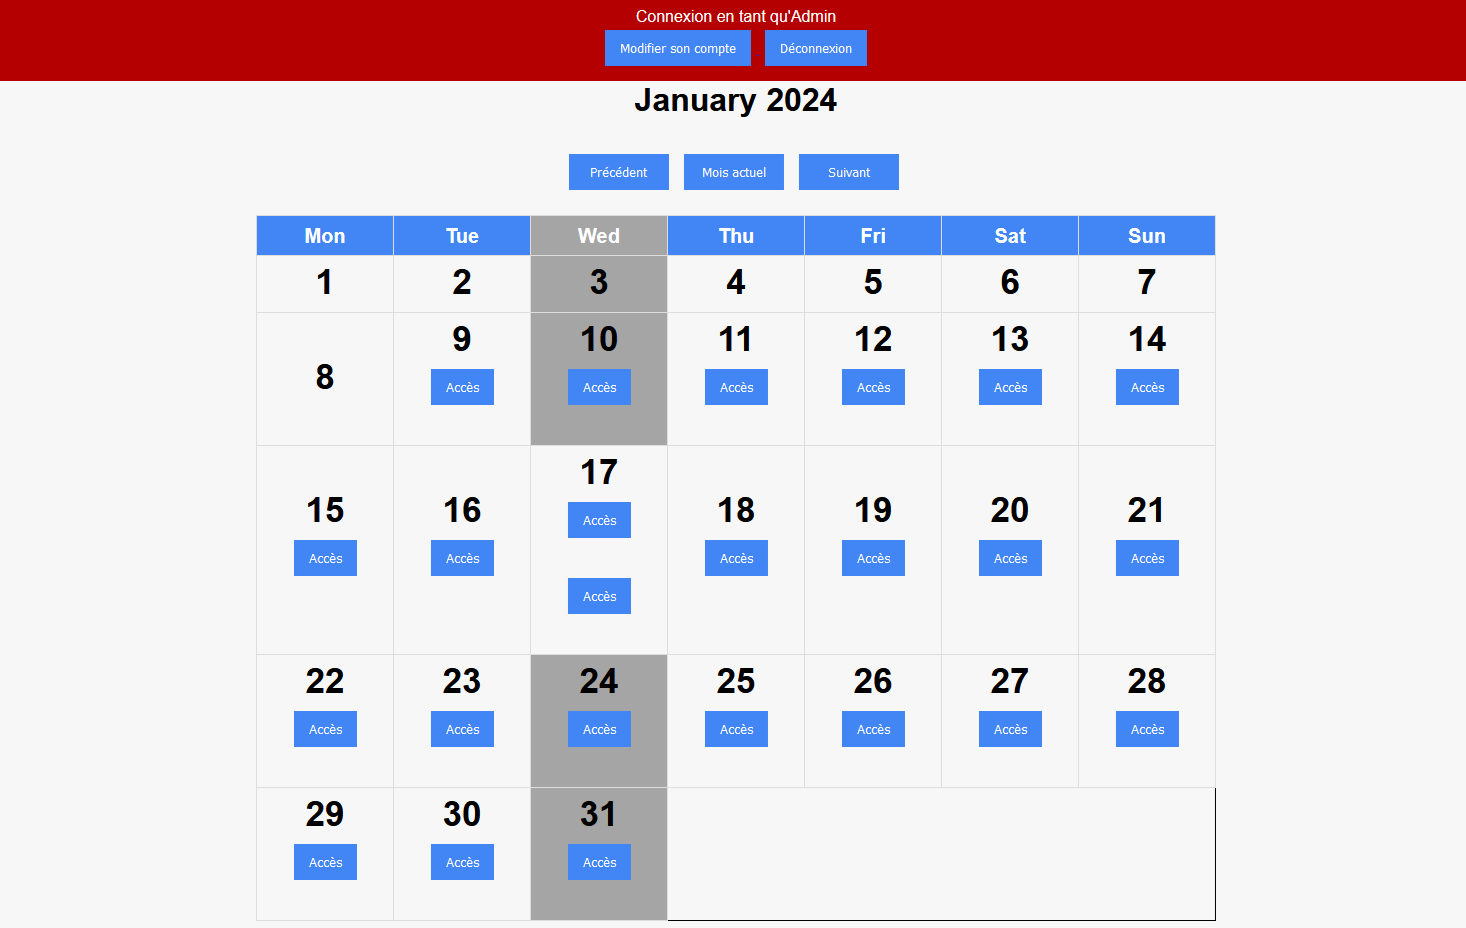 Connexion en tant qu'Admin
Modifier son compte Déconnexion
January 2024
Précédent Mois actuel Suivant
Mon Tue Wed Thu Fri Sat Sun
1 2 3 4 5 6 7
8 9 10 11 12 13 14
Accès Accès Accès Accès Accès Accès
15 16 17 18 19 20 21
Accès Accès Accès Accès Accès Accès Accès
Accès
22 23 24 25 26 27 28
Accès Accès Accès Accès Accès Accès Accès
29 30 31
Accès Accès Accès